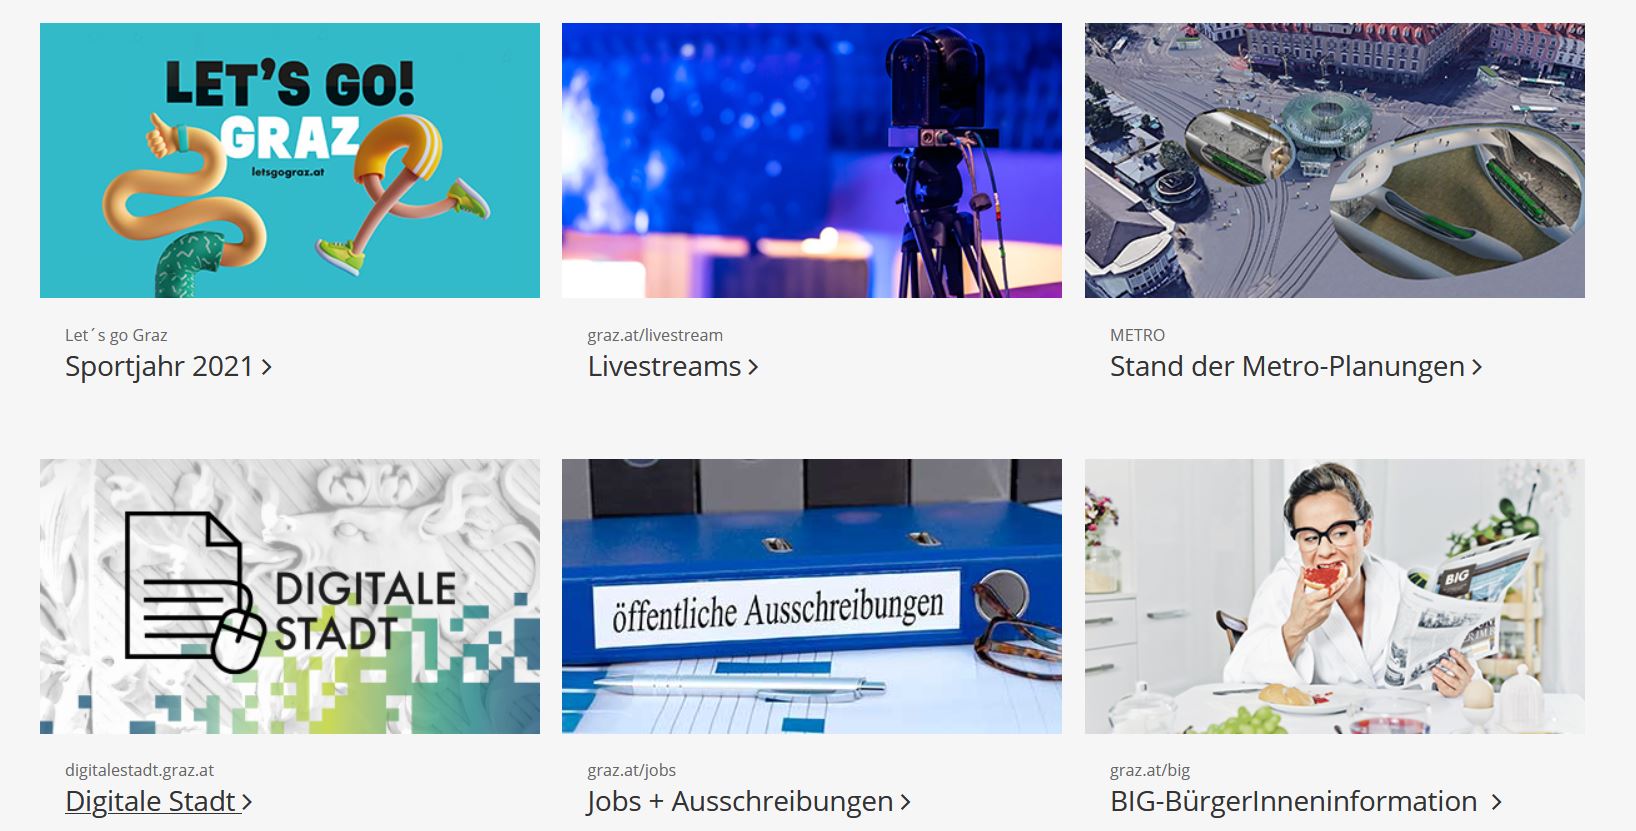 LET'S GO!
GRAZ
letsgograz.at
Let´s go Graz
Sportjahr 2021
graz.at/livestream
Livestreams
METRO
Stand der Metro-Planungen
DIGITALE
STADT
digitalestadt.graz.at
Digitale Stadt
öffentliche Ausschreibungen
graz.at/jobs
Jobs + Ausschreibungen
BIG
graz.at/big
BIG-BürgerInneninformation